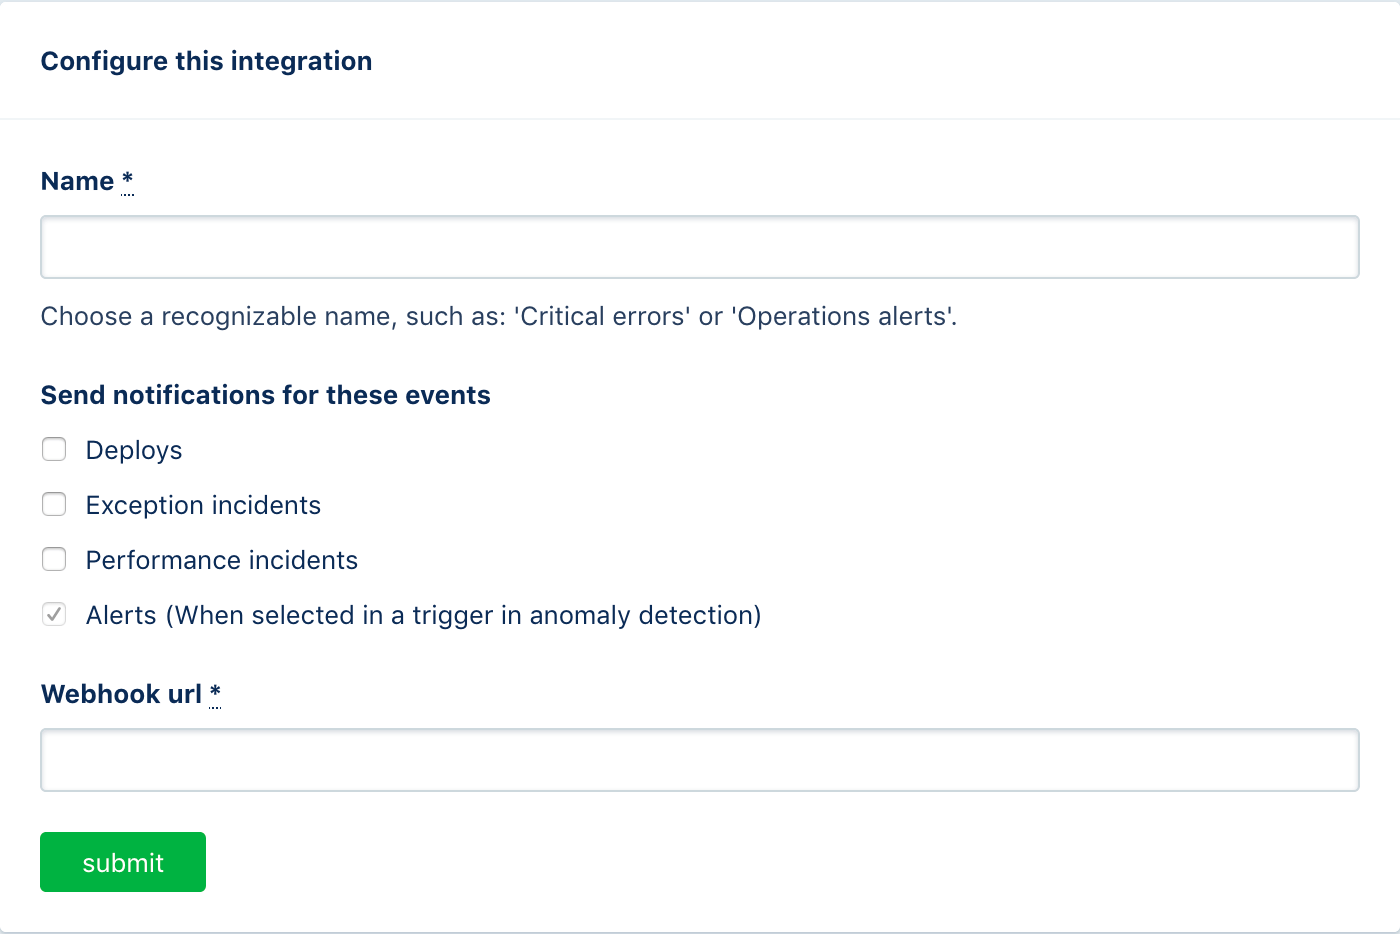 Configure this integration
Name *
Choose a recognizable name, such as: 'Critical errors' or 'Operations alerts'.
Send notifications for these events
Deploys
Exception incidents
Performance incidents
Alerts (When selected in a trigger in anomaly detection)
Webhook url *
submit